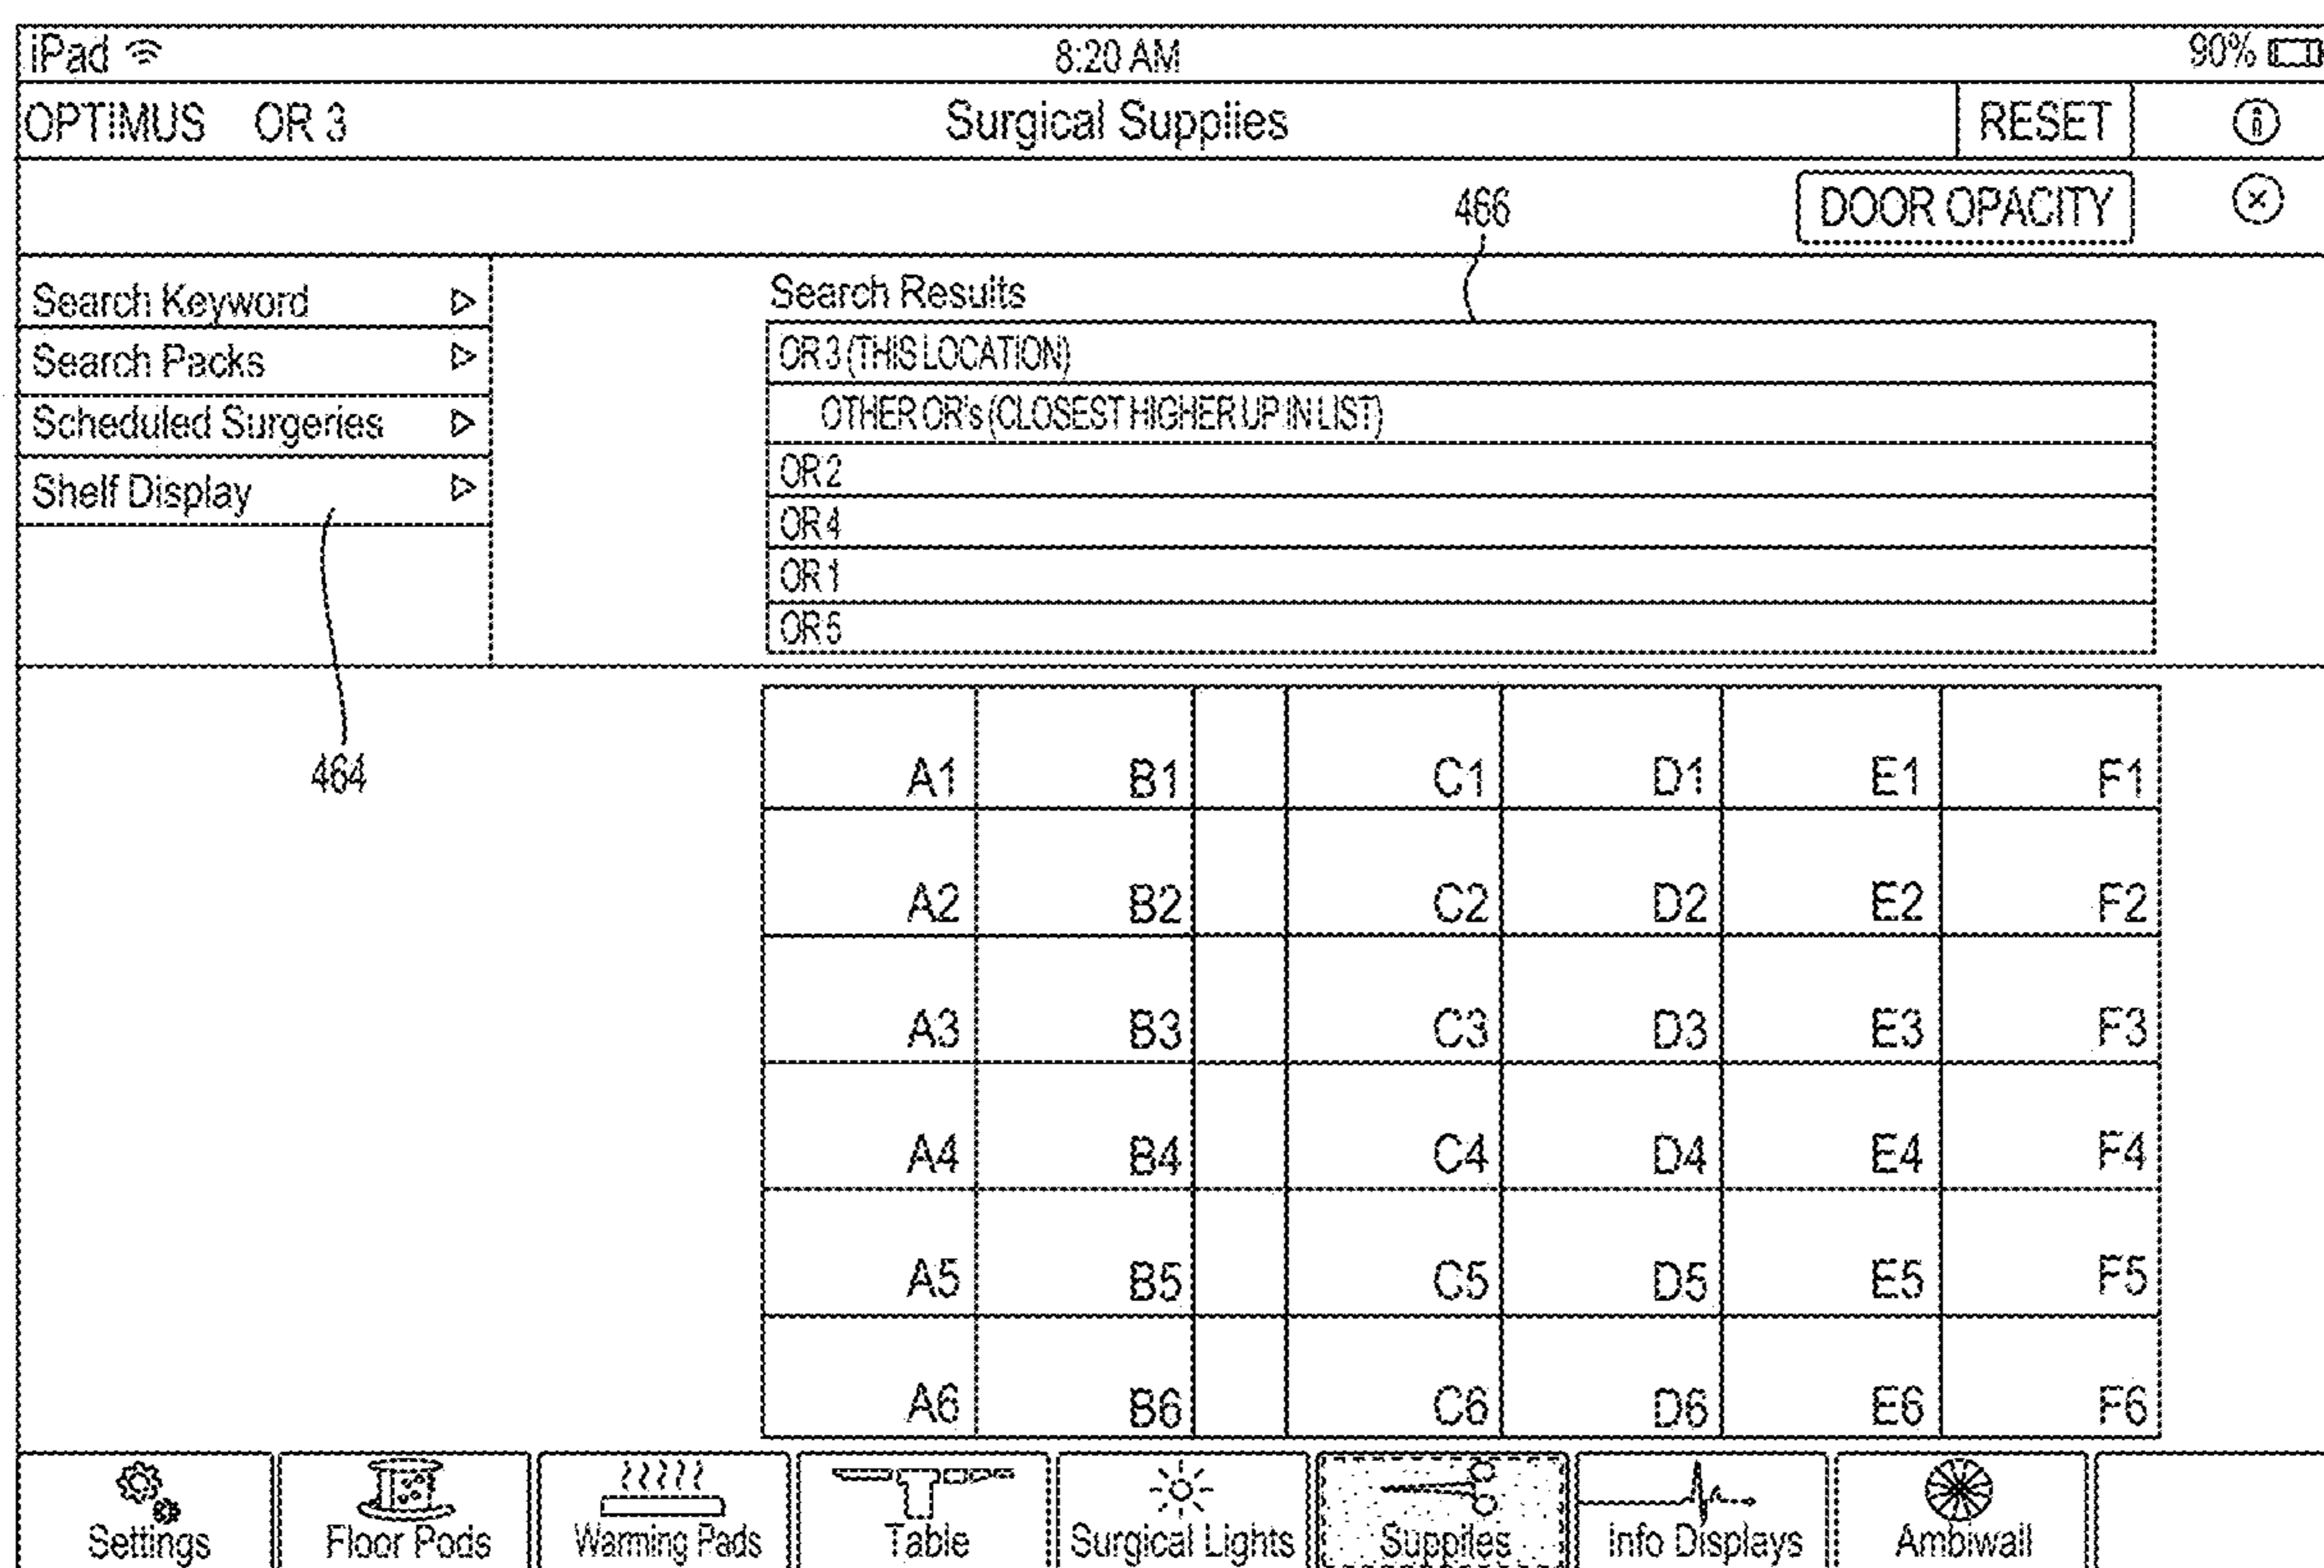 iPad 8:20 AM 90%
OPTIMUS OR 3 Surgical Supplies RESET
466 DOOR OPACITY
Search Keyword
Search Packs
Scheduled Surgeries
Shelf Display
464
Search Results
OR 3 (THIS LOCATION)
OTHER OR's (CLOSEST HIGHER UP IN LIST)
OR 2
OR 4
OR 1
OR 5
A1 B1 C1 D1 E1 F1
A2 B2 C2 D2 E2 F2
A3 B3 C3 D3 E3 F3
A4 B4 C4 D4 E4 F4
A5 B5 C5 D5 E5 F5
A6 B6 C6 D6 E6 F6
Settings Floor Pods Warming Pads Table Surgical Lights Supplies Info Displays Ambiwall